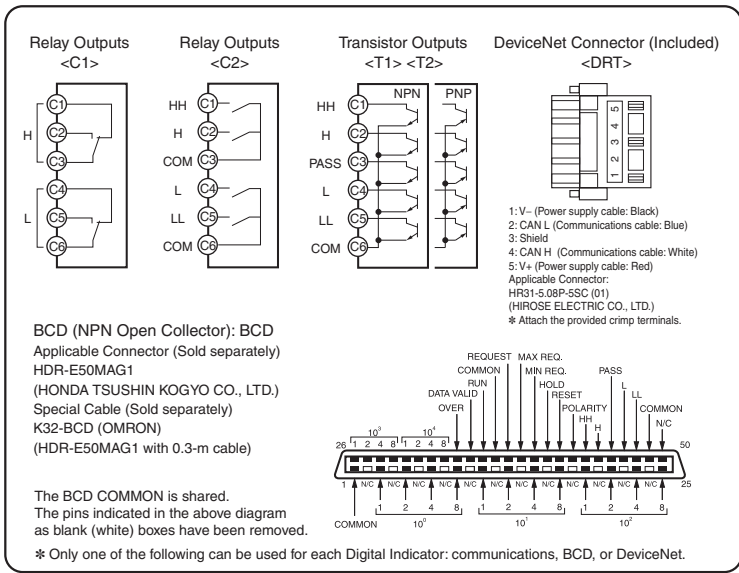 Relay Outputs
<C1>
H
L
C1
C2
C3
C4
C5
C6
Relay Outputs
<C2>
HH
H
COM
L
LL
COM
C1
C2
C3
C4
C5
C6
Transistor Outputs
<T1> <T2>
NPN
PNP
HH
H
PASS
L
LL
COM
C1
C2
C3
C4
C5
C6
DeviceNet Connector (Included)
<DRT>
1 2 3 4 5
1: V− (Power supply cable: Black)
2: CAN L (Communications cable: Blue)
3: Shield
4: CAN H (Communications cable: White)
5: V+ (Power supply cable: Red)
Applicable Connector:
HR31-5.08P-5SC (01)
(HIROSE ELECTRIC CO., LTD.)
✽ Attach the provided crimp terminals.
BCD (NPN Open Collector): BCD
Applicable Connector (Sold separately)
HDR-E50MAG1
(HONDA TSUSHIN KOGYO CO., LTD.)
Special Cable (Sold separately)
K32-BCD (OMRON)
(HDR-E50MAG1 with 0.3-m cable)
The BCD COMMON is shared.
The pins indicated in the above diagram
as blank (white) boxes have been removed.
REQUEST MAX REQ. PASS
COMMON MIN REQ. L
RUN HOLD LL
DATA VALID RESET COMMON
OVER POLARITY N/C
HH
H
10³ 10⁴
26 1 2 4 8 1 2 4 8 50
1 N/C N/C N/C N/C N/C N/C N/C N/C N/C N/C N/C N/C 25
1 2 4 8 1 2 4 8 1 2 4 8
COMMON 10⁰ 10¹ 10²
✽ Only one of the following can be used for each Digital Indicator: communications, BCD, or DeviceNet.